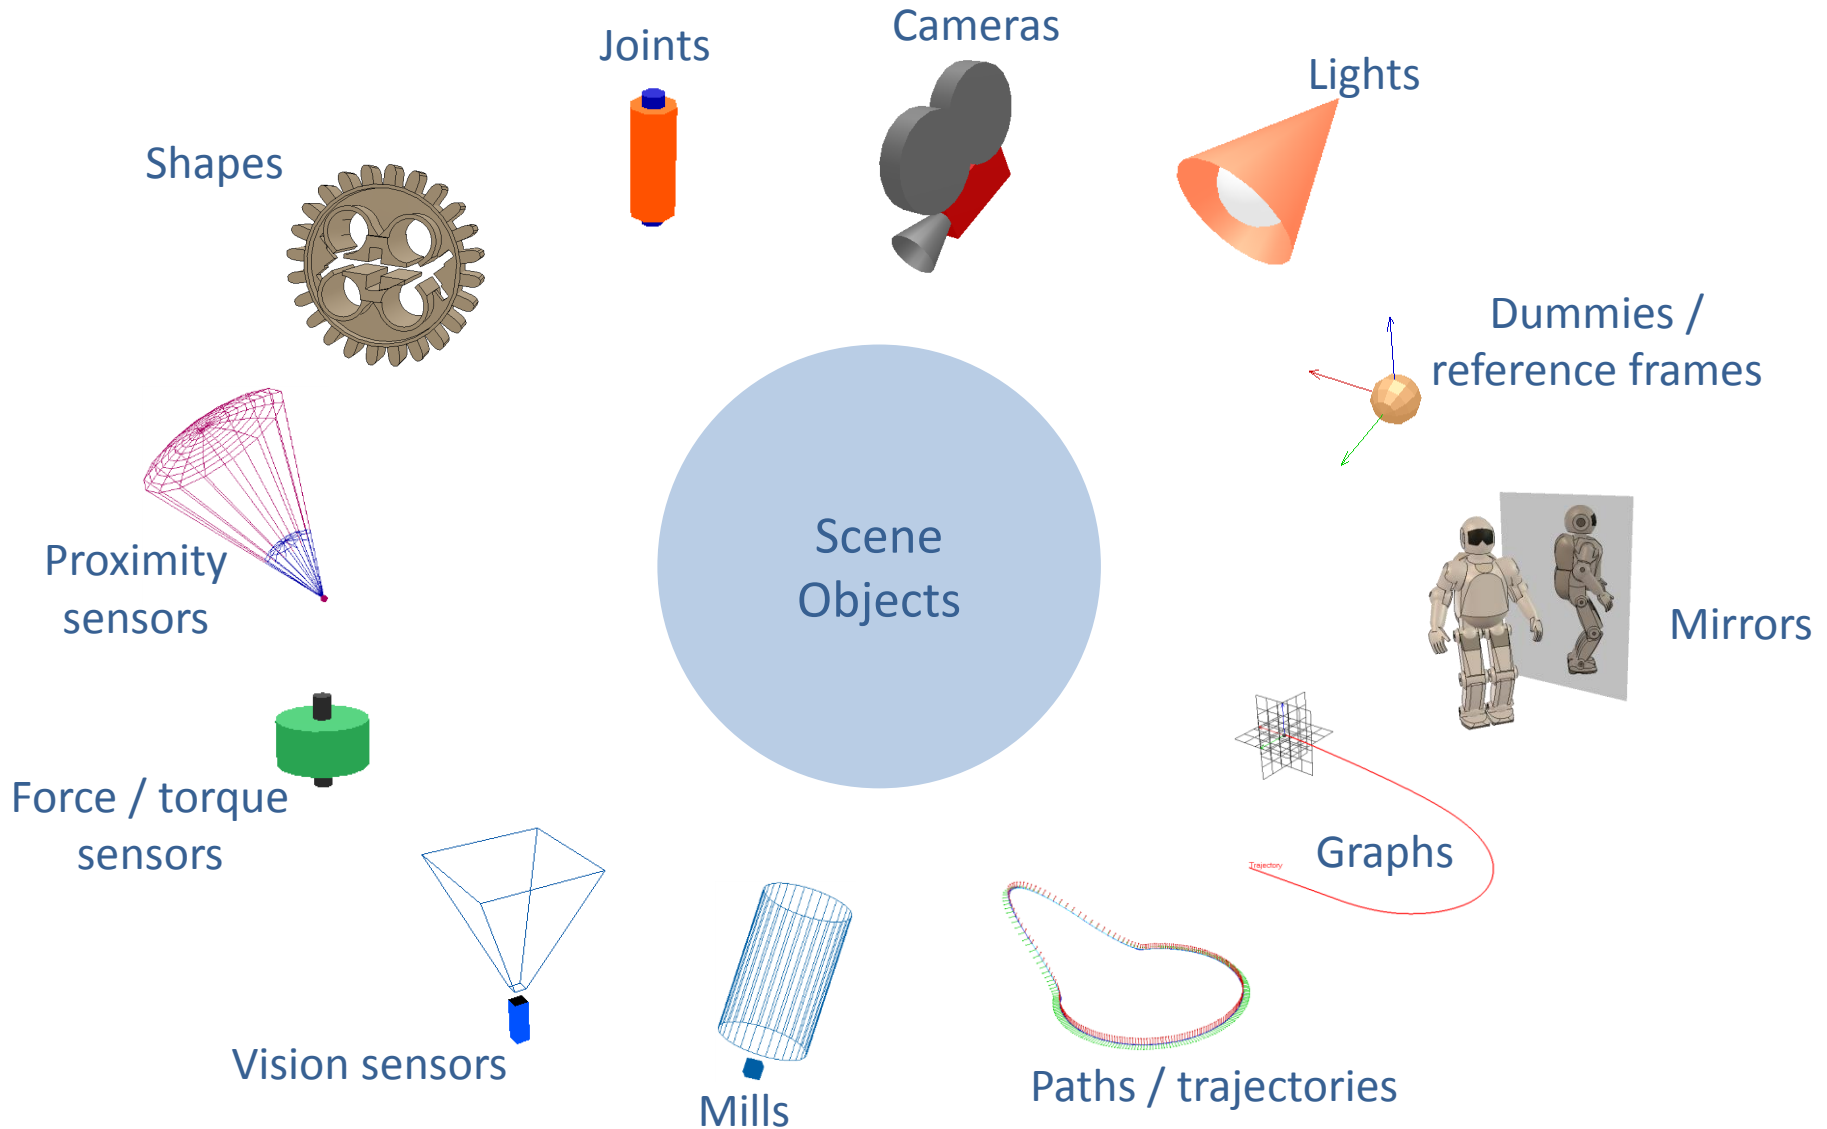 Cameras
Joints
Lights
Shapes
Dummies /
reference frames
Scene
Objects
Proximity
sensors
Mirrors
Force / torque
sensors
Graphs
Trajectory
Vision sensors
Mills
Paths / trajectories